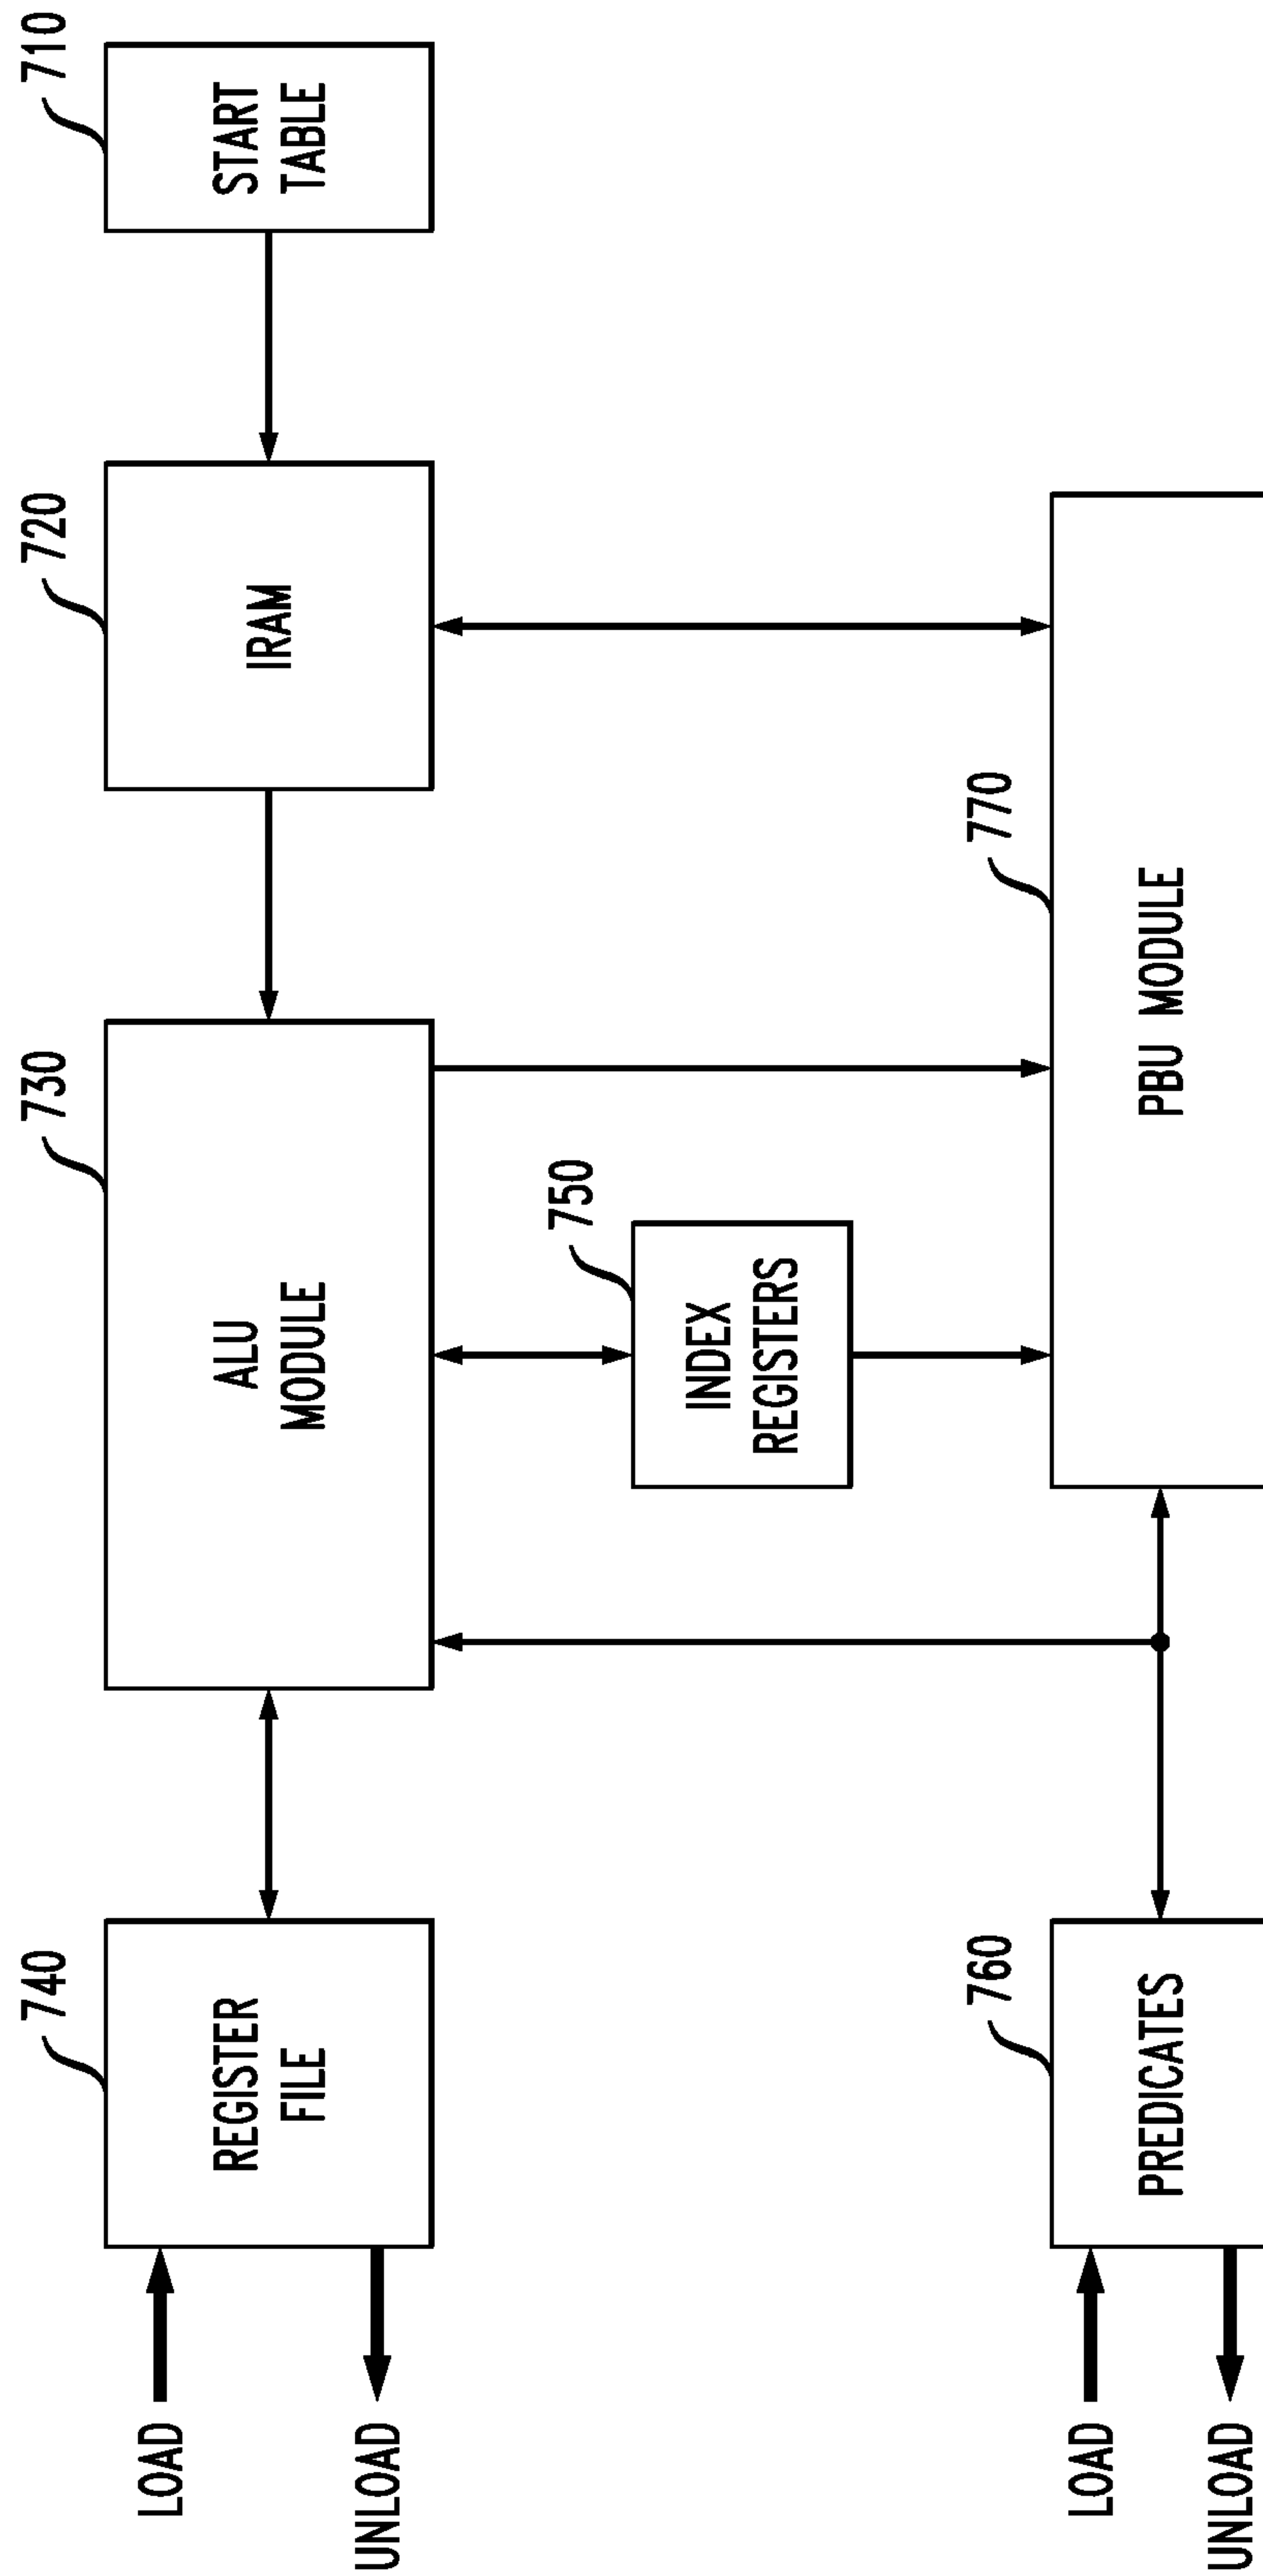 740
730
720
710
LOAD
UNLOAD
REGISTER
FILE
ALU
MODULE
IRAM
START
TABLE
750
INDEX
REGISTERS
760
770
LOAD
UNLOAD
PREDICATES
PBU MODULE